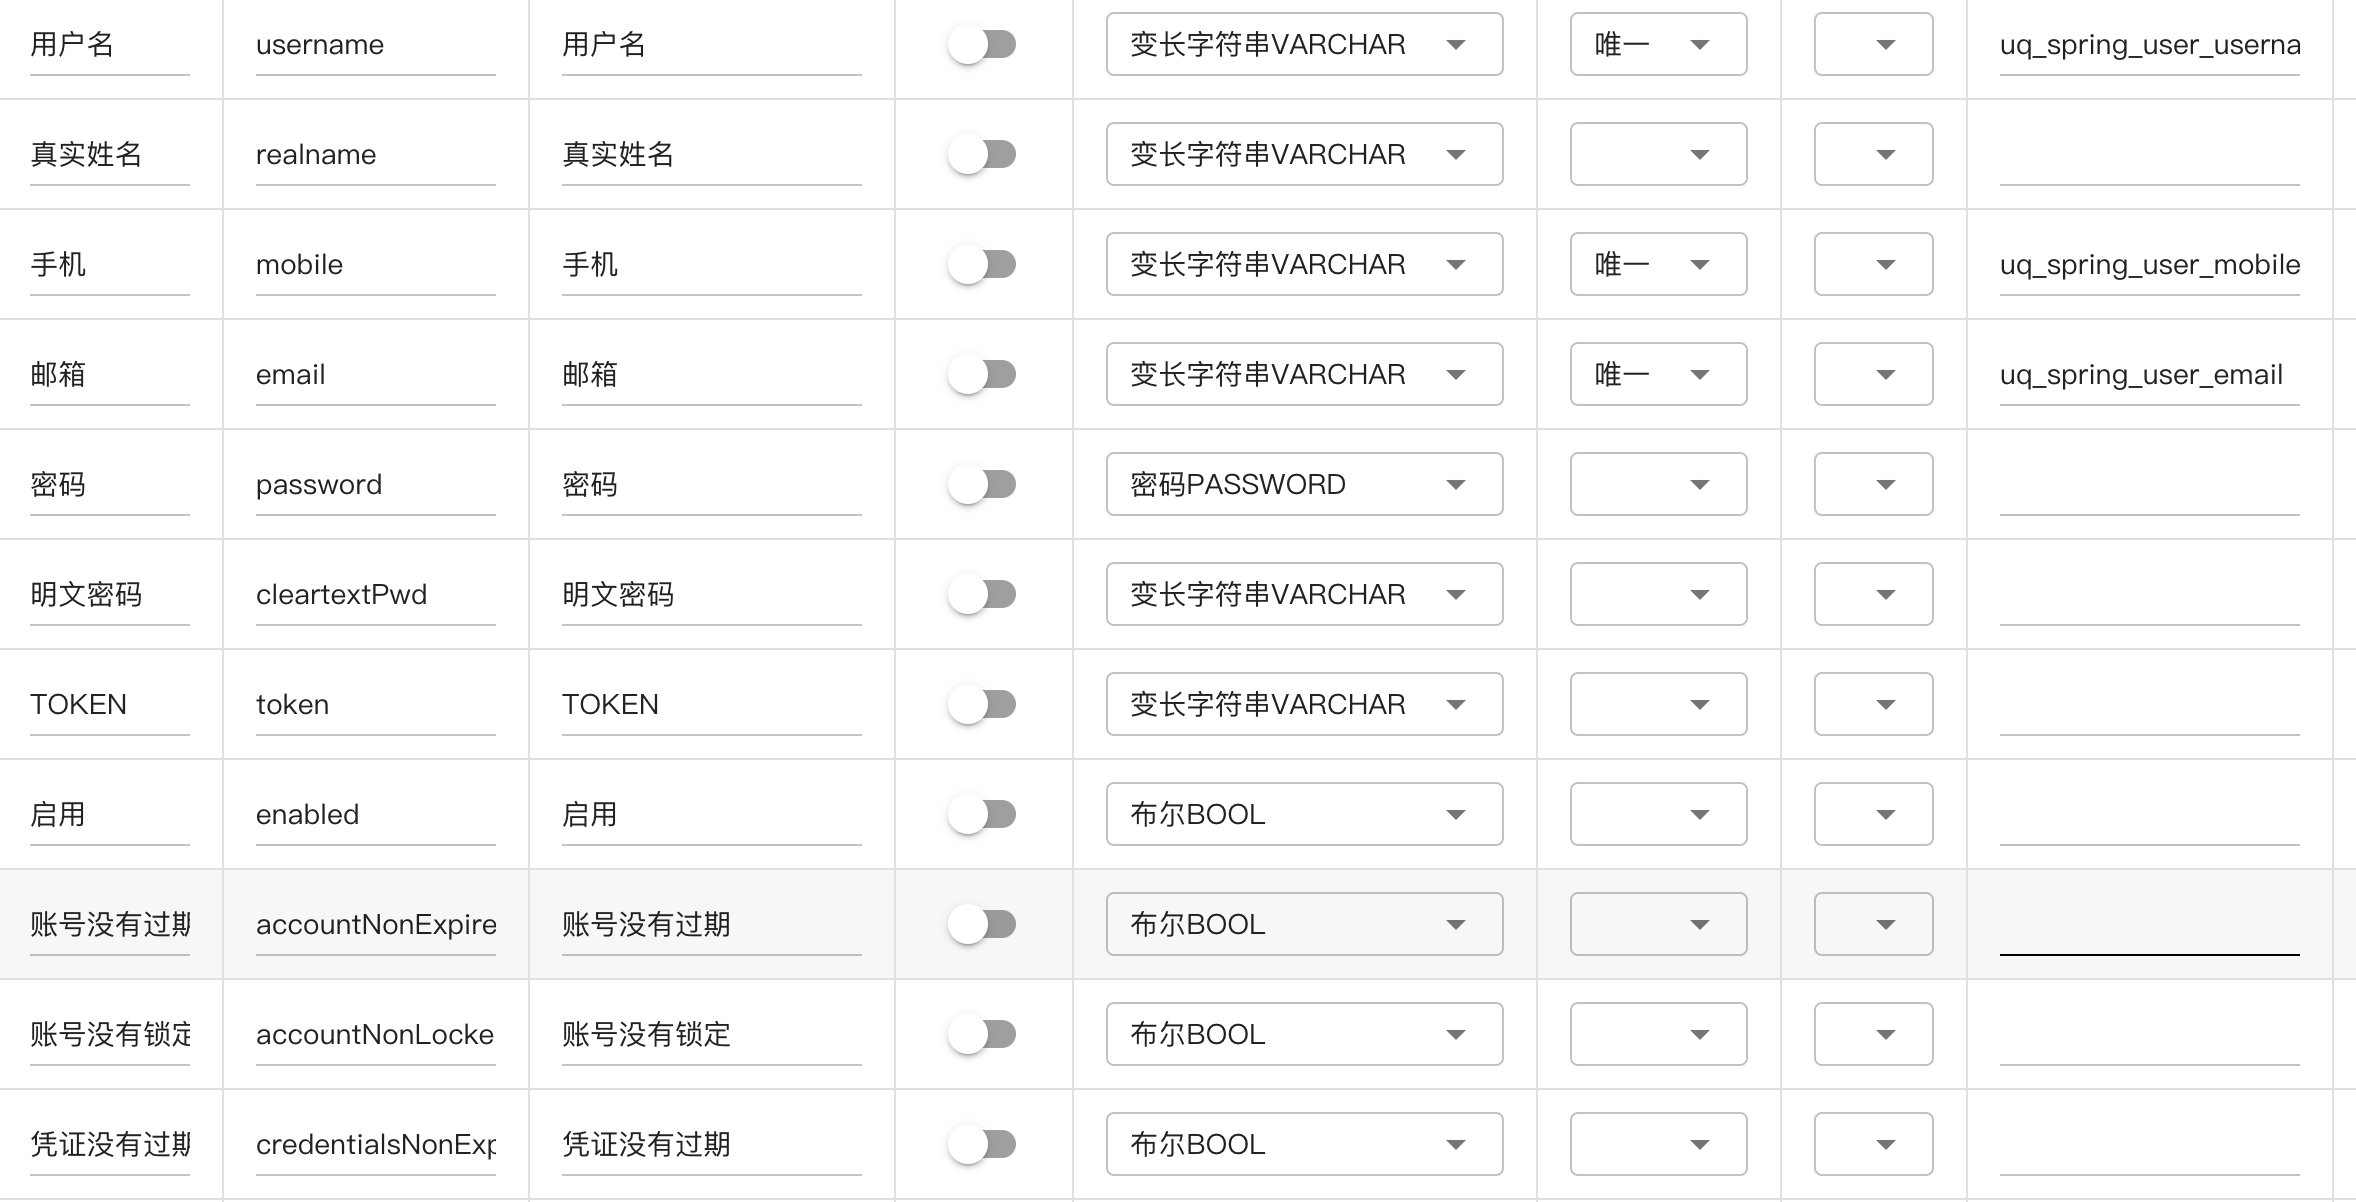 用户名 username 用户名 变长字符串VARCHAR 唯一 uq_spring_user_userna
真实姓名 realname 真实姓名 变长字符串VARCHAR
手机 mobile 手机 变长字符串VARCHAR 唯一 uq_spring_user_mobile
邮箱 email 邮箱 变长字符串VARCHAR 唯一 uq_spring_user_email
密码 password 密码 密码PASSWORD
明文密码 cleartextPwd 明文密码 变长字符串VARCHAR
TOKEN token TOKEN 变长字符串VARCHAR
启用 enabled 启用 布尔BOOL
账号没有过期 accountNonExpire 账号没有过期 布尔BOOL
账号没有锁定 accountNonLocke 账号没有锁定 布尔BOOL
凭证没有过期 credentialsNonExp 凭证没有过期 布尔BOOL